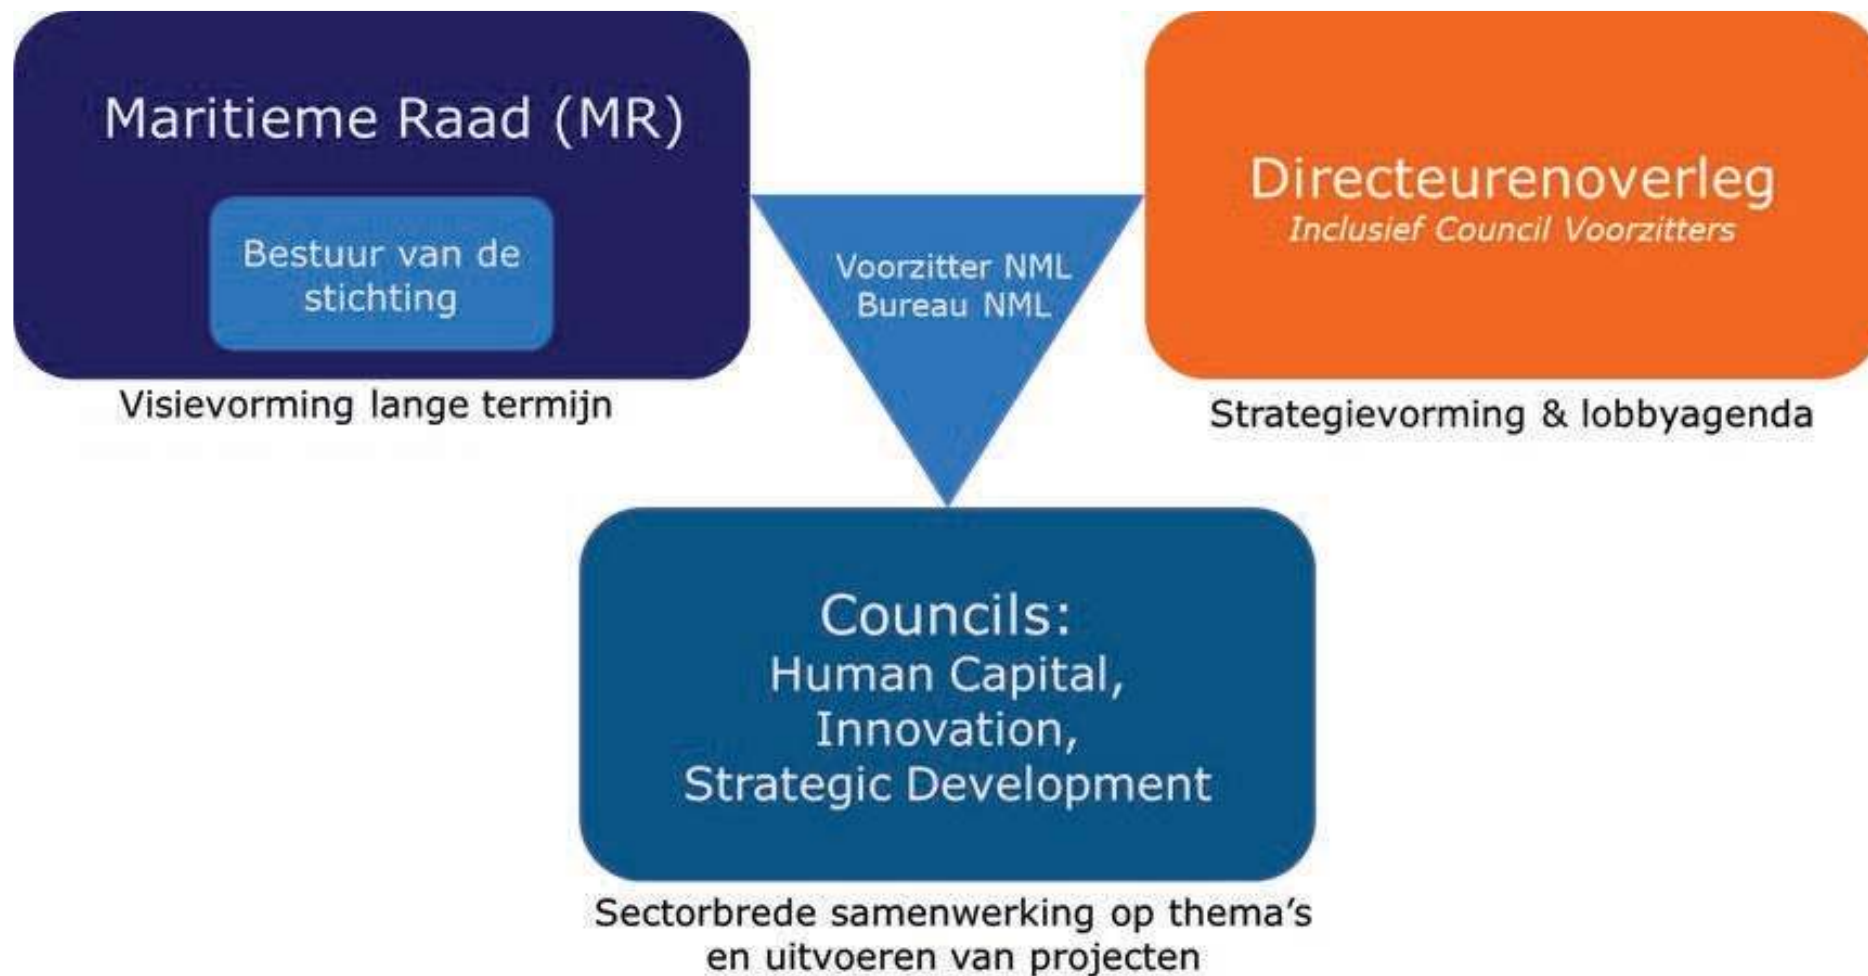 Maritieme Raad (MR)
Bestuur van de
stichting
Visievorming lange termijn
Voorzitter NML
Bureau NML
Directeurenoverleg
Inclusief Council Voorzitters
Strategievorming & lobbyagenda
Councils:
Human Capital,
Innovation,
Strategic Development
Sectorbrede samenwerking op thema's
en uitvoeren van projecten